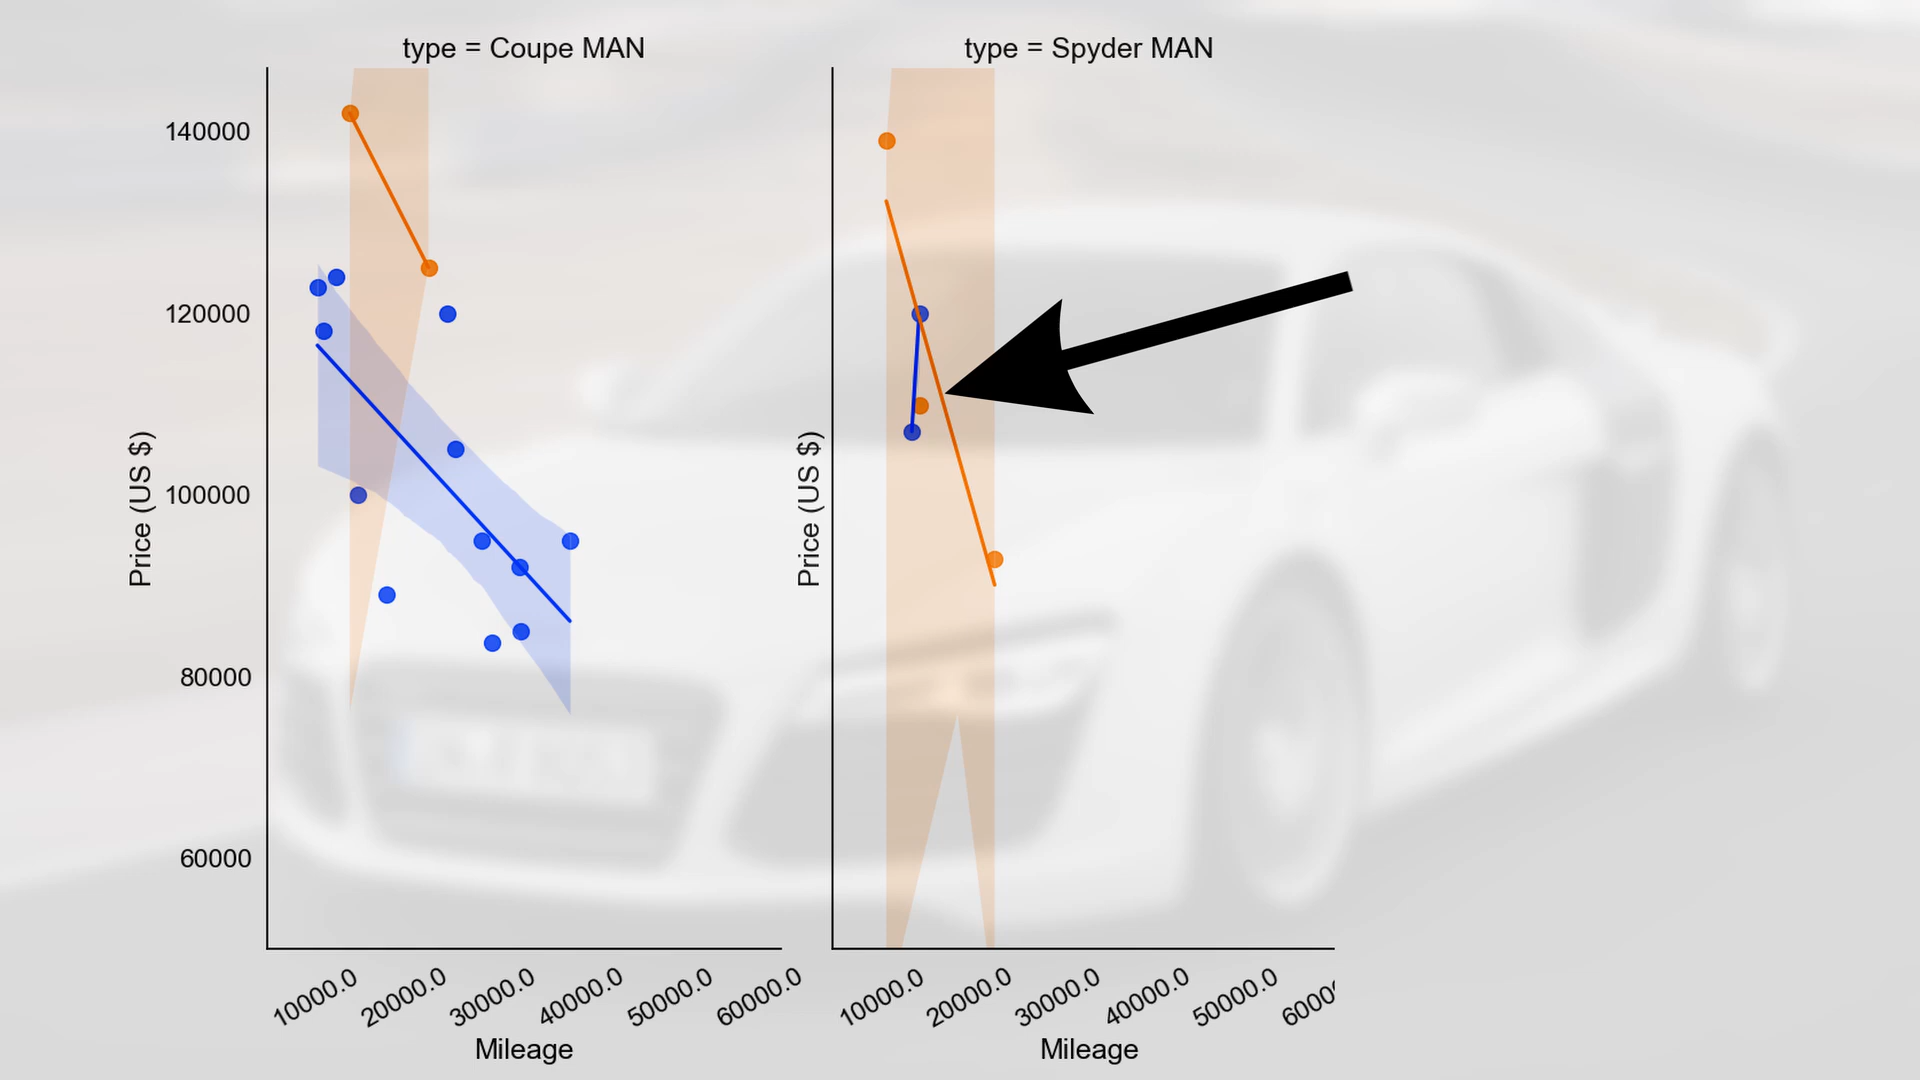 type = Coupe MAN
type = Spyder MAN
140000
120000
100000
80000
60000
Price (US $)
Price (US $)
10000.0 20000.0 30000.0 40000.0 50000.0 60000.0
10000.0 20000.0 30000.0 40000.0 50000.0
Mileage
Mileage